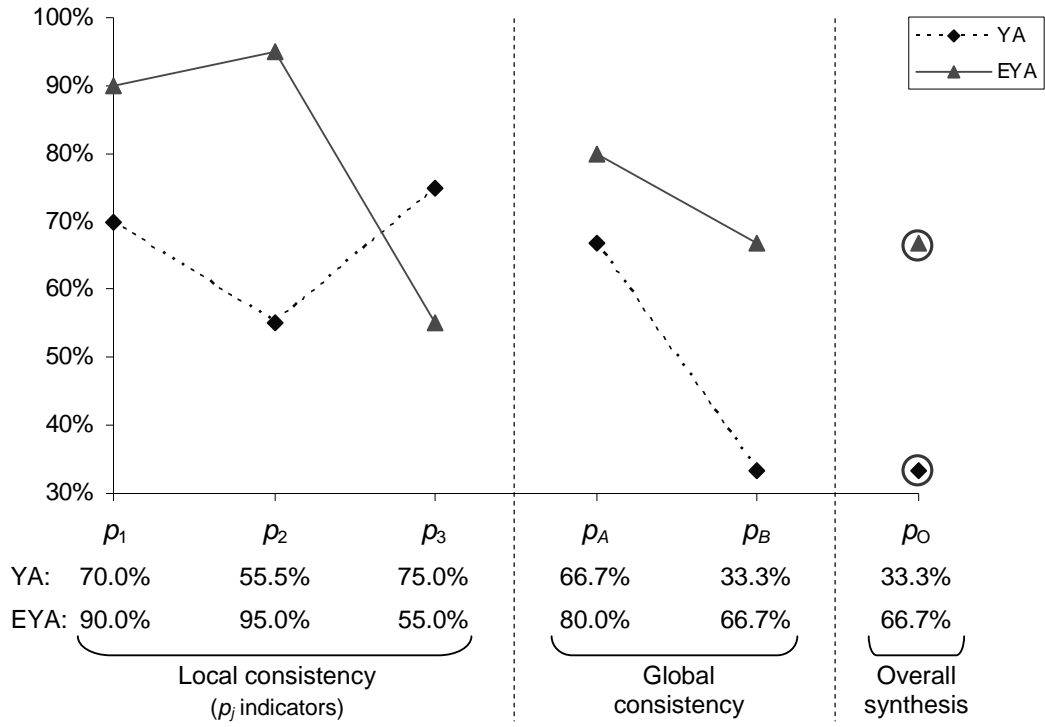 100%
90%
80%
70%
60%
50%
40%
30%
YA
EYA
p1 p2 p3 pA pB pO
YA: 70.0% 55.5% 75.0% 66.7% 33.3% 33.3%
EYA: 90.0% 95.0% 55.0% 80.0% 66.7% 66.7%
Local consistency
(pj indicators)
Global
consistency
Overall
synthesis